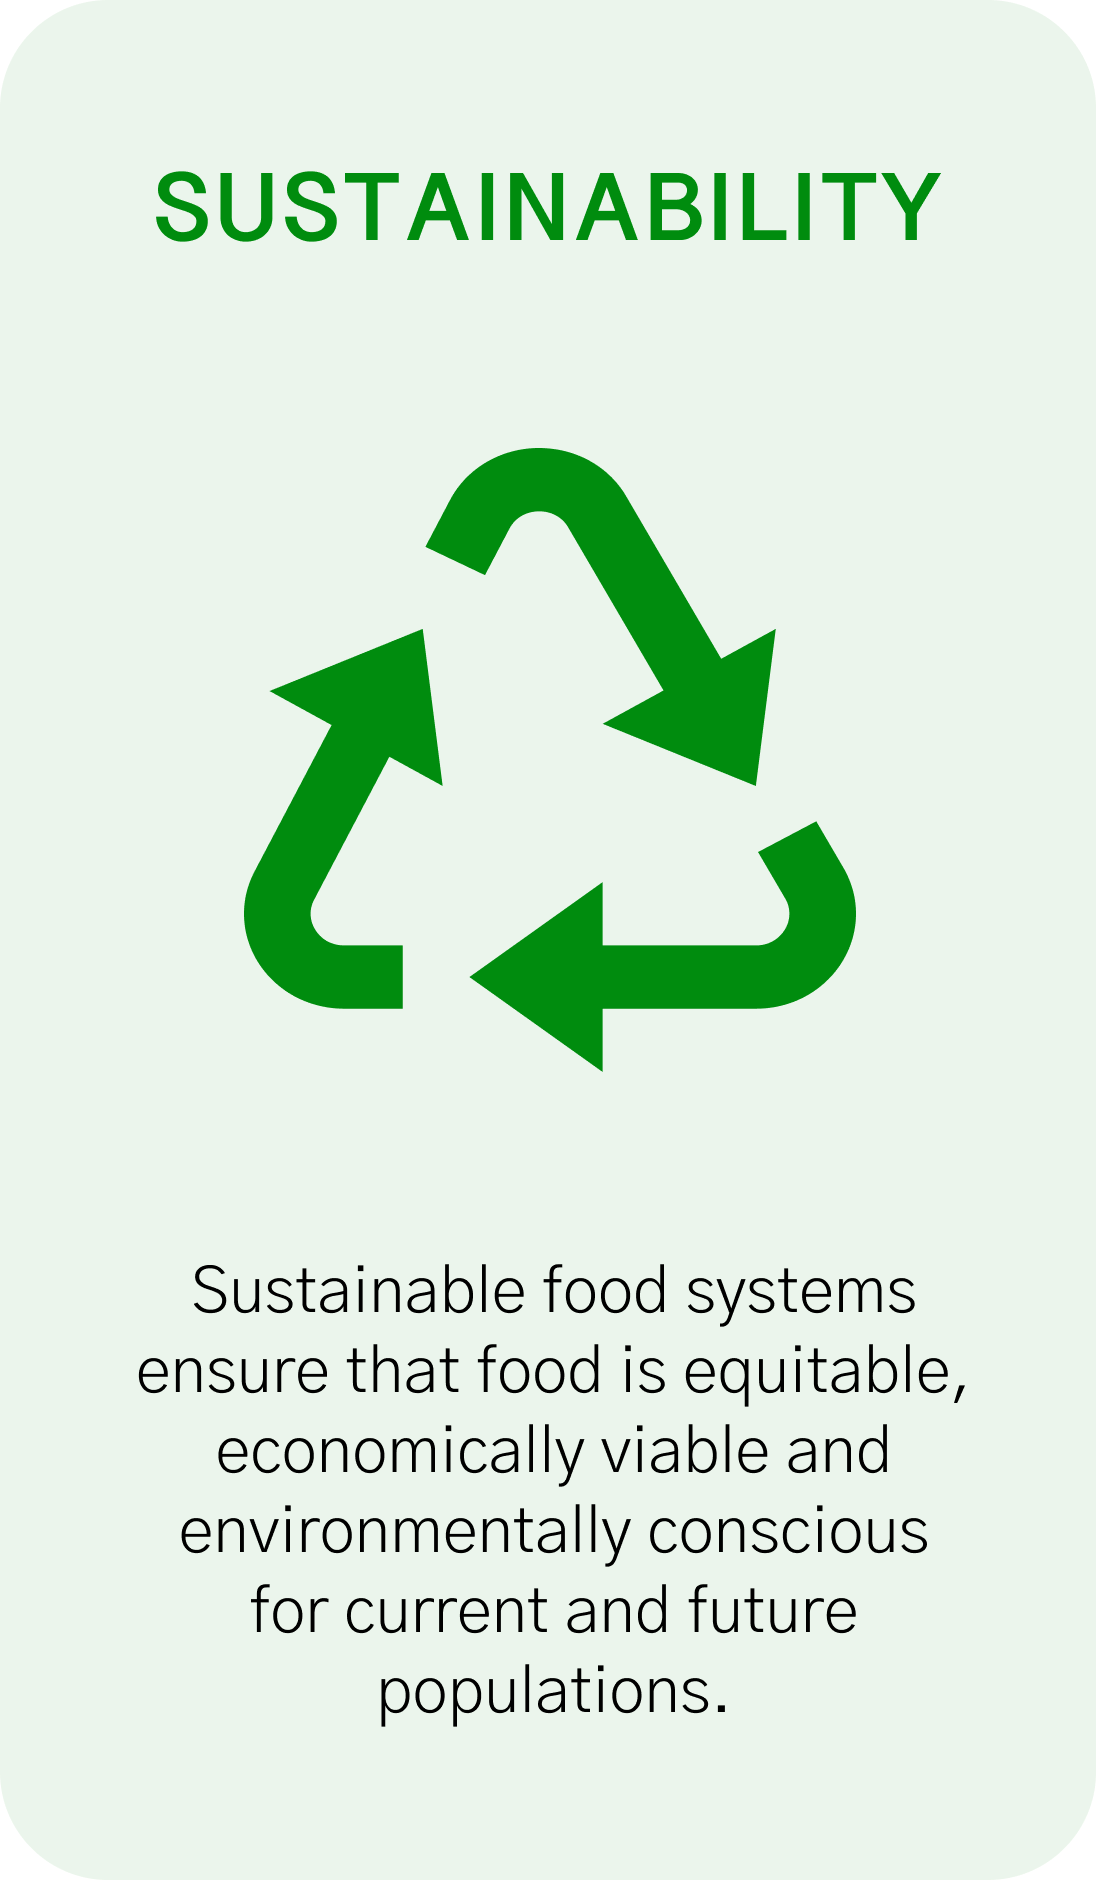 SUSTAINABILITY
Sustainable food systems
ensure that food is equitable,
economically viable and
environmentally conscious
for current and future
populations.